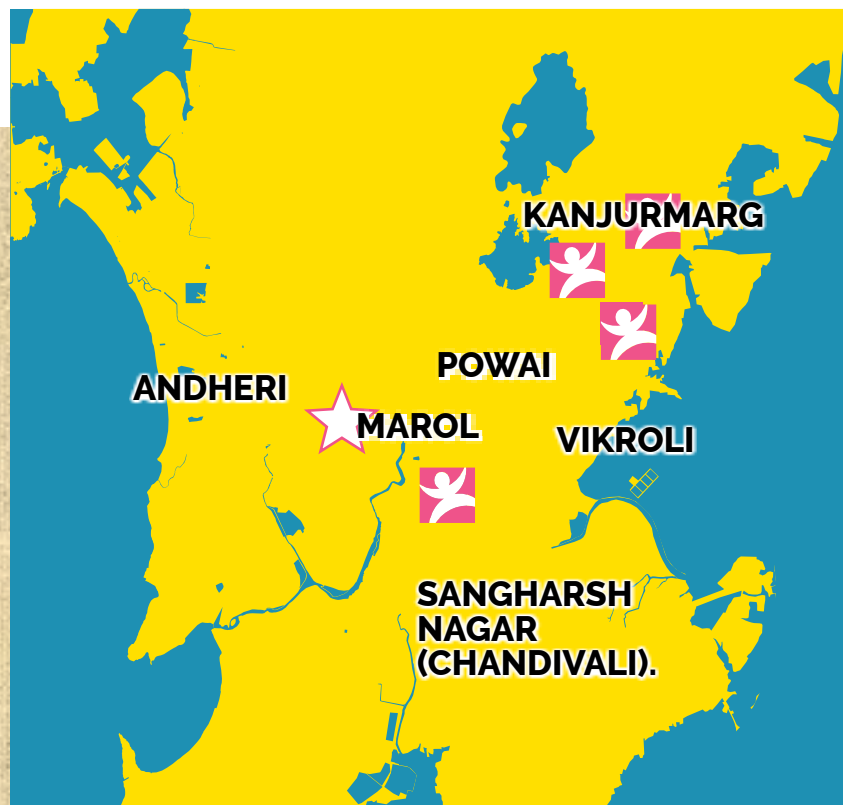 KANJURMARG
POWAI
ANDHERI
MAROL
VIKROLI
SANGHARSH
NAGAR
(CHANDIVALI).